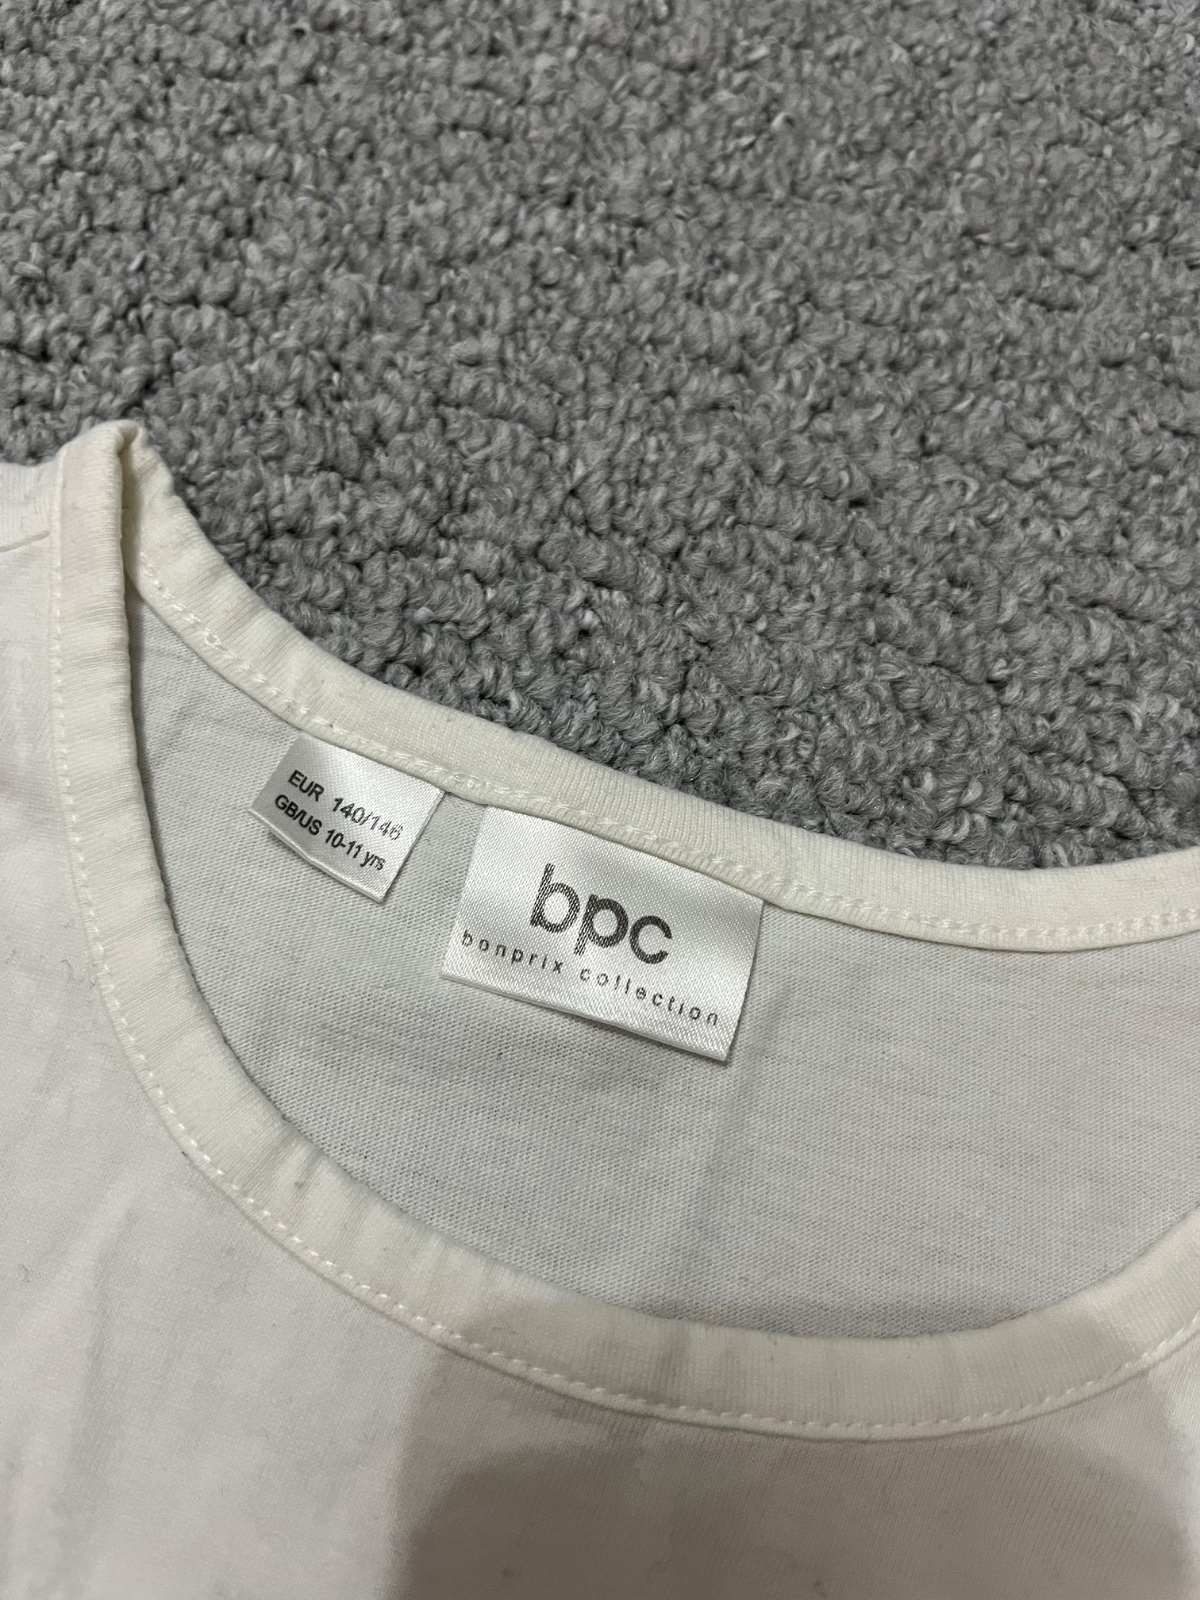 EUR 140/146
GB/US 10-11 yrs
bpc
bonprix collection